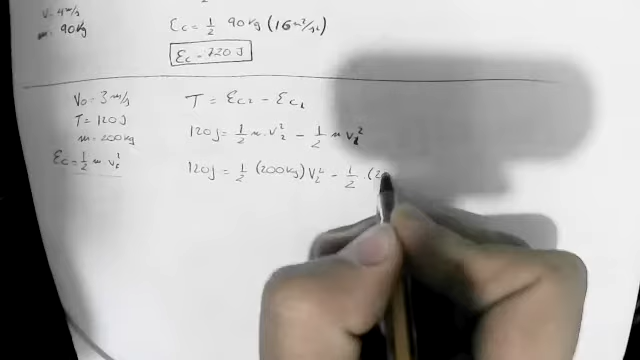 V= 4 m/s
m= 90 Kg
Ec = 1/2 90 Kg (16 m²/s²)
Ec = 720 J
Vo = 3 m/s
T = 120 J
m = 200 kg
Ec = 1/2 m v²
T = Ec2 - Ec1
120 J = 1/2 m . v2² - 1/2 m v1²
120 J = 1/2 (200 Kg) V2² - 1/2 . (2